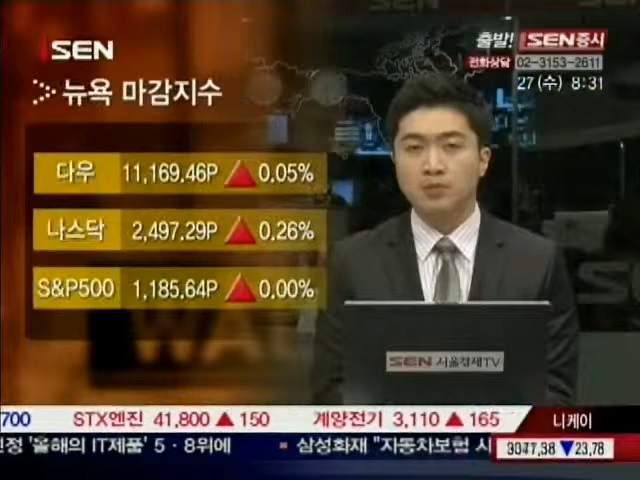 SEN
뉴욕 마감지수
다우 11,169.46P ▲ 0.05%
나스닥 2,497.29P ▲ 0.26%
S&P500 1,185.64P ▲ 0.00%
출발! SEN증시
전화상담 02-3153-2611
27(수) 8:31
SEN 서울경제TV
700 STX엔진 41,800 ▲ 150 계양전기 3,110 ▲ 165 니케이
선정 '올해의 IT제품' 5·8위에 삼성화재 "자동차보험 시 ▼23.78